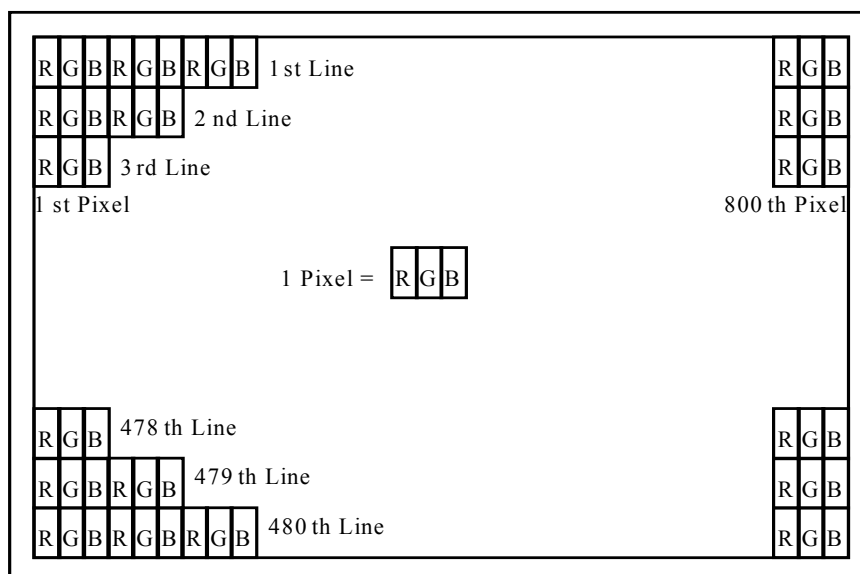 R G B R G B R G B 1 st Line R G B
R G B R G B 2 nd Line R G B
R G B 3 rd Line R G B
1 st Pixel 800 th Pixel
1 Pixel = R G B
R G B 478 th Line R G B
R G B R G B 479 th Line R G B
R G B R G B R G B 480 th Line R G B